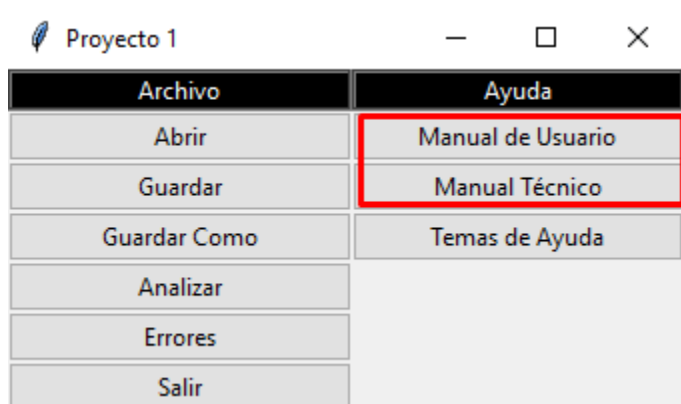 Proyecto 1
Archivo Ayuda
Abrir Manual de Usuario
Guardar Manual Técnico
Guardar Como Temas de Ayuda
Analizar
Errores
Salir